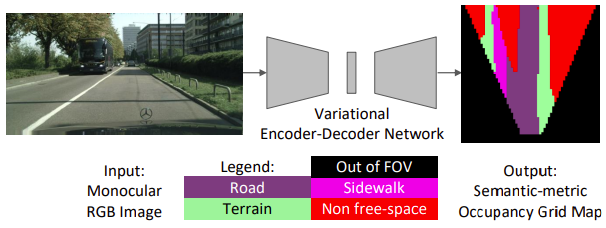 Variational
Encoder-Decoder Network
Input:
Monocular
RGB Image
Legend:
Out of FOV
Road
Sidewalk
Terrain
Non free-space
Output:
Semantic-metric
Occupancy Grid Map